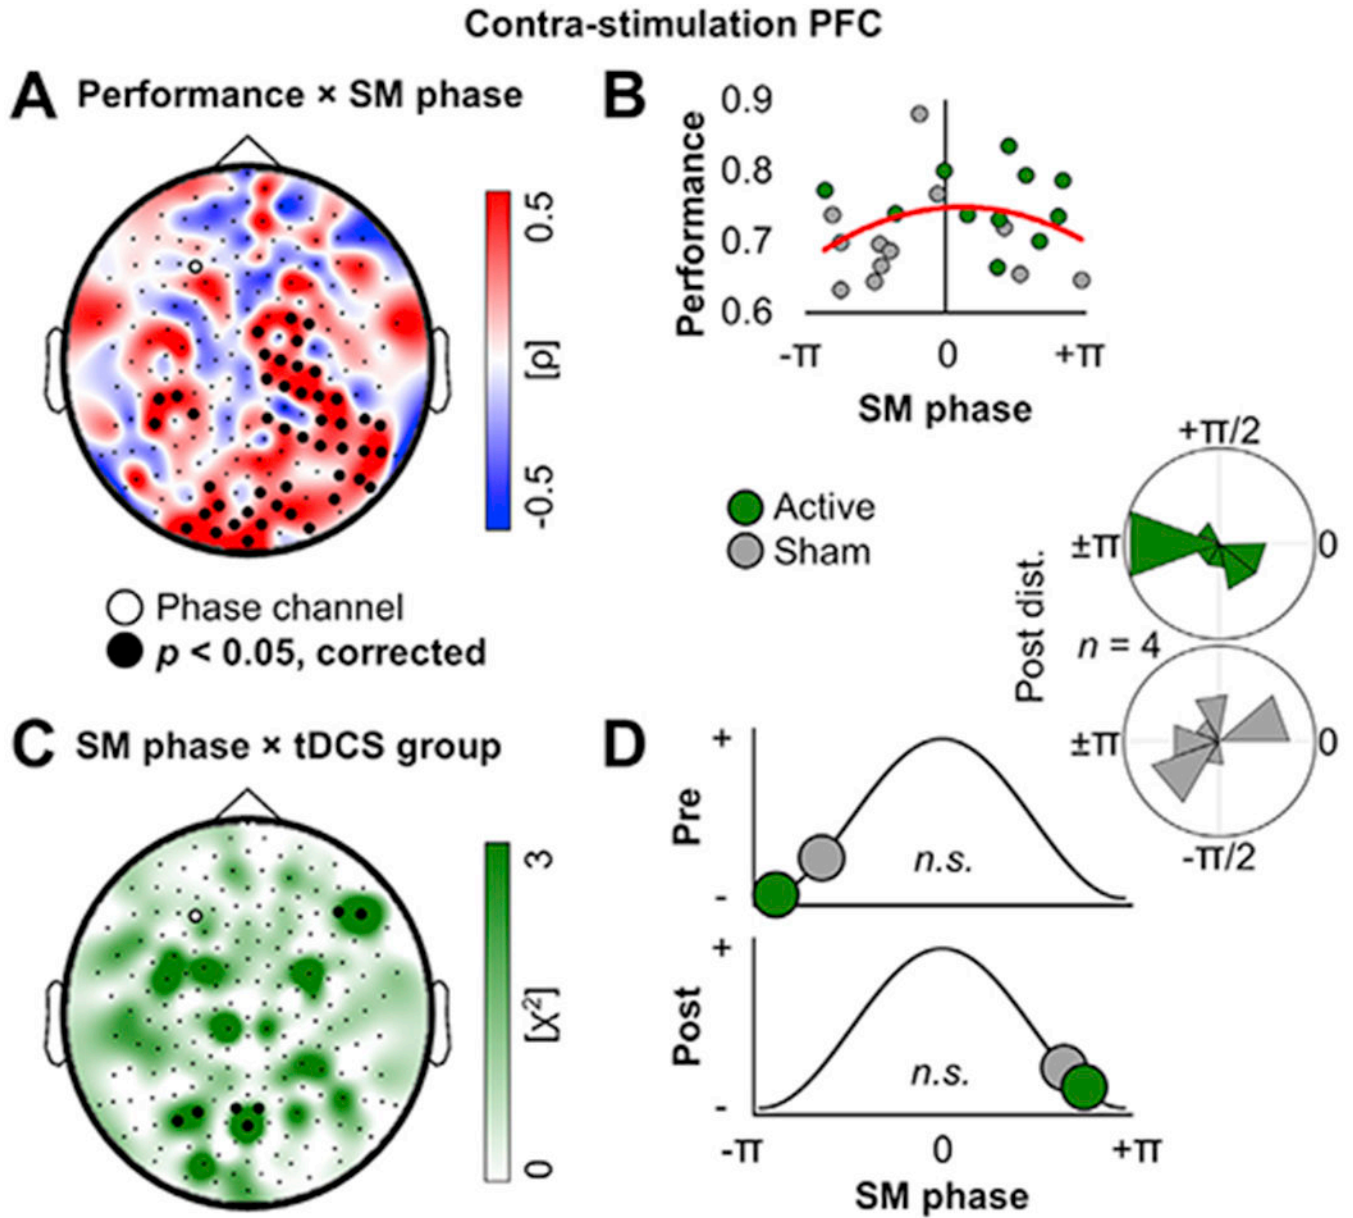 Contra-stimulation PFC
A Performance × SM phase
0.5
[ρ]
-0.5
Phase channel
p < 0.05, corrected
B
Performance
0.9
0.8
0.7
0.6
-π 0 +π
SM phase
Active
Sham
Post dist.
+π/2
±π 0
n = 4
±π 0
-π/2
C SM phase × tDCS group
3
[χ²]
0
D
Pre
+
-
n.s.
Post
+
-
n.s.
-π 0 +π
SM phase